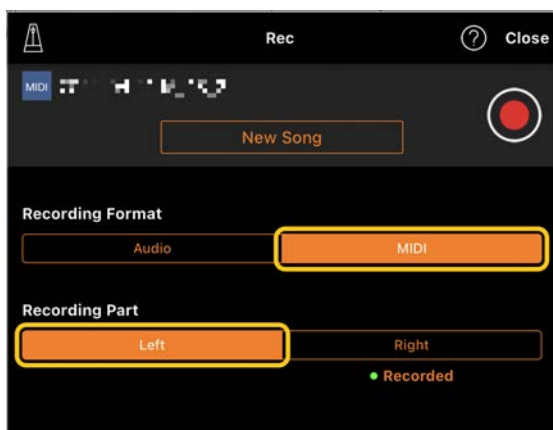 Rec
?
Close
MIDI
New Song
Recording Format
Audio
MIDI
Recording Part
Left
Right
Recorded